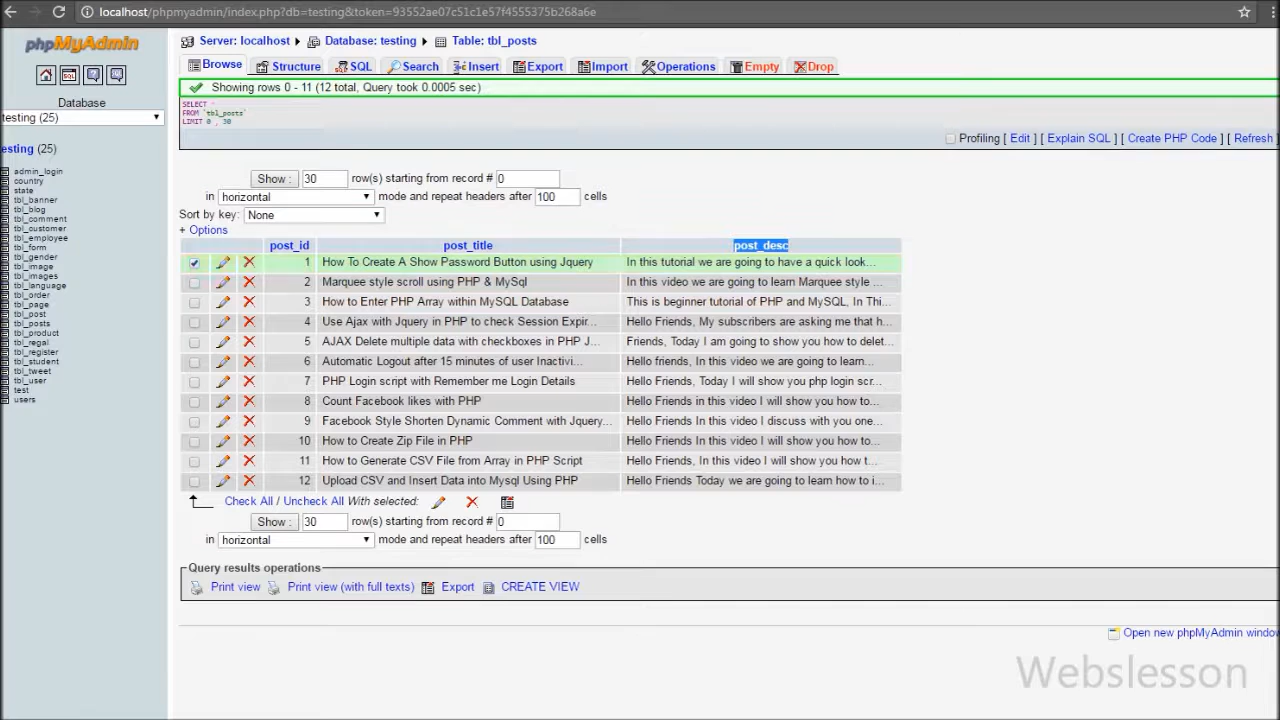 localhost/phpmyadmin/index.php?db=testing&token=93552ae07c51c1e57f4555375b268a6e
phpMyAdmin
Server: localhost Database: testing Table: tbl_posts
Browse Structure SQL Search Insert Export Import Operations Empty Drop
SQL
Database
testing (25)
testing (25)
admin_login
country
state
tbl_banner
tbl_blog
tbl_comment
tbl_customer
tbl_employee
tbl_form
tbl_gender
tbl_image
tbl_images
tbl_language
tbl_order
tbl_page
tbl_post
tbl_posts
tbl_product
tbl_regal
tbl_register
tbl_student
tbl_tweet
tbl_user
test
users
Showing rows 0 - 11 (12 total, Query took 0.0005 sec)
SELECT *
FROM `tbl_posts`
LIMIT 0 , 30
Profiling [ Edit ] [ Explain SQL ] [ Create PHP Code ] [ Refresh ]
Show : 30 row(s) starting from record # 0
in horizontal mode and repeat headers after 100 cells
Sort by key: None
+ Options
post_id post_title post_desc
1 How To Create A Show Password Button using Jquery In this tutorial we are going to have a quick look...
2 Marquee style scroll using PHP & MySql In this video we are going to learn Marquee style ...
3 How to Enter PHP Array within MySQL Database This is beginner tutorial of PHP and MySQL, In Thi...
4 Use Ajax with Jquery in PHP to check Session Expir... Hello Friends, My subscribers are asking me that h...
5 AJAX Delete multiple data with checkboxes in PHP J... Friends, Today I am going to show you how to delet...
6 Automatic Logout after 15 minutes of user Inactivi... Hello friends, In this video we are going to learn...
7 PHP Login script with Remember me Login Details Hello Friends, Today I will show you php login scr...
8 Count Facebook likes with PHP Hello Friends in this video I will show you how to...
9 Facebook Style Shorten Dynamic Comment with Jquery... Hello Friends In this video I discuss with you one...
10 How to Create Zip File in PHP Hello Friends In this video I will show you how to...
11 How to Generate CSV File from Array in PHP Script Hello Friends, In this video I will show you how t...
12 Upload CSV and Insert Data into Mysql Using PHP Hello Friends Today we are going to learn how to i...
Check All / Uncheck All With selected:
Show : 30 row(s) starting from record # 0
in horizontal mode and repeat headers after 100 cells
Query results operations
Print view Print view (with full texts) Export CREATE VIEW
Open new phpMyAdmin window
Webslesson